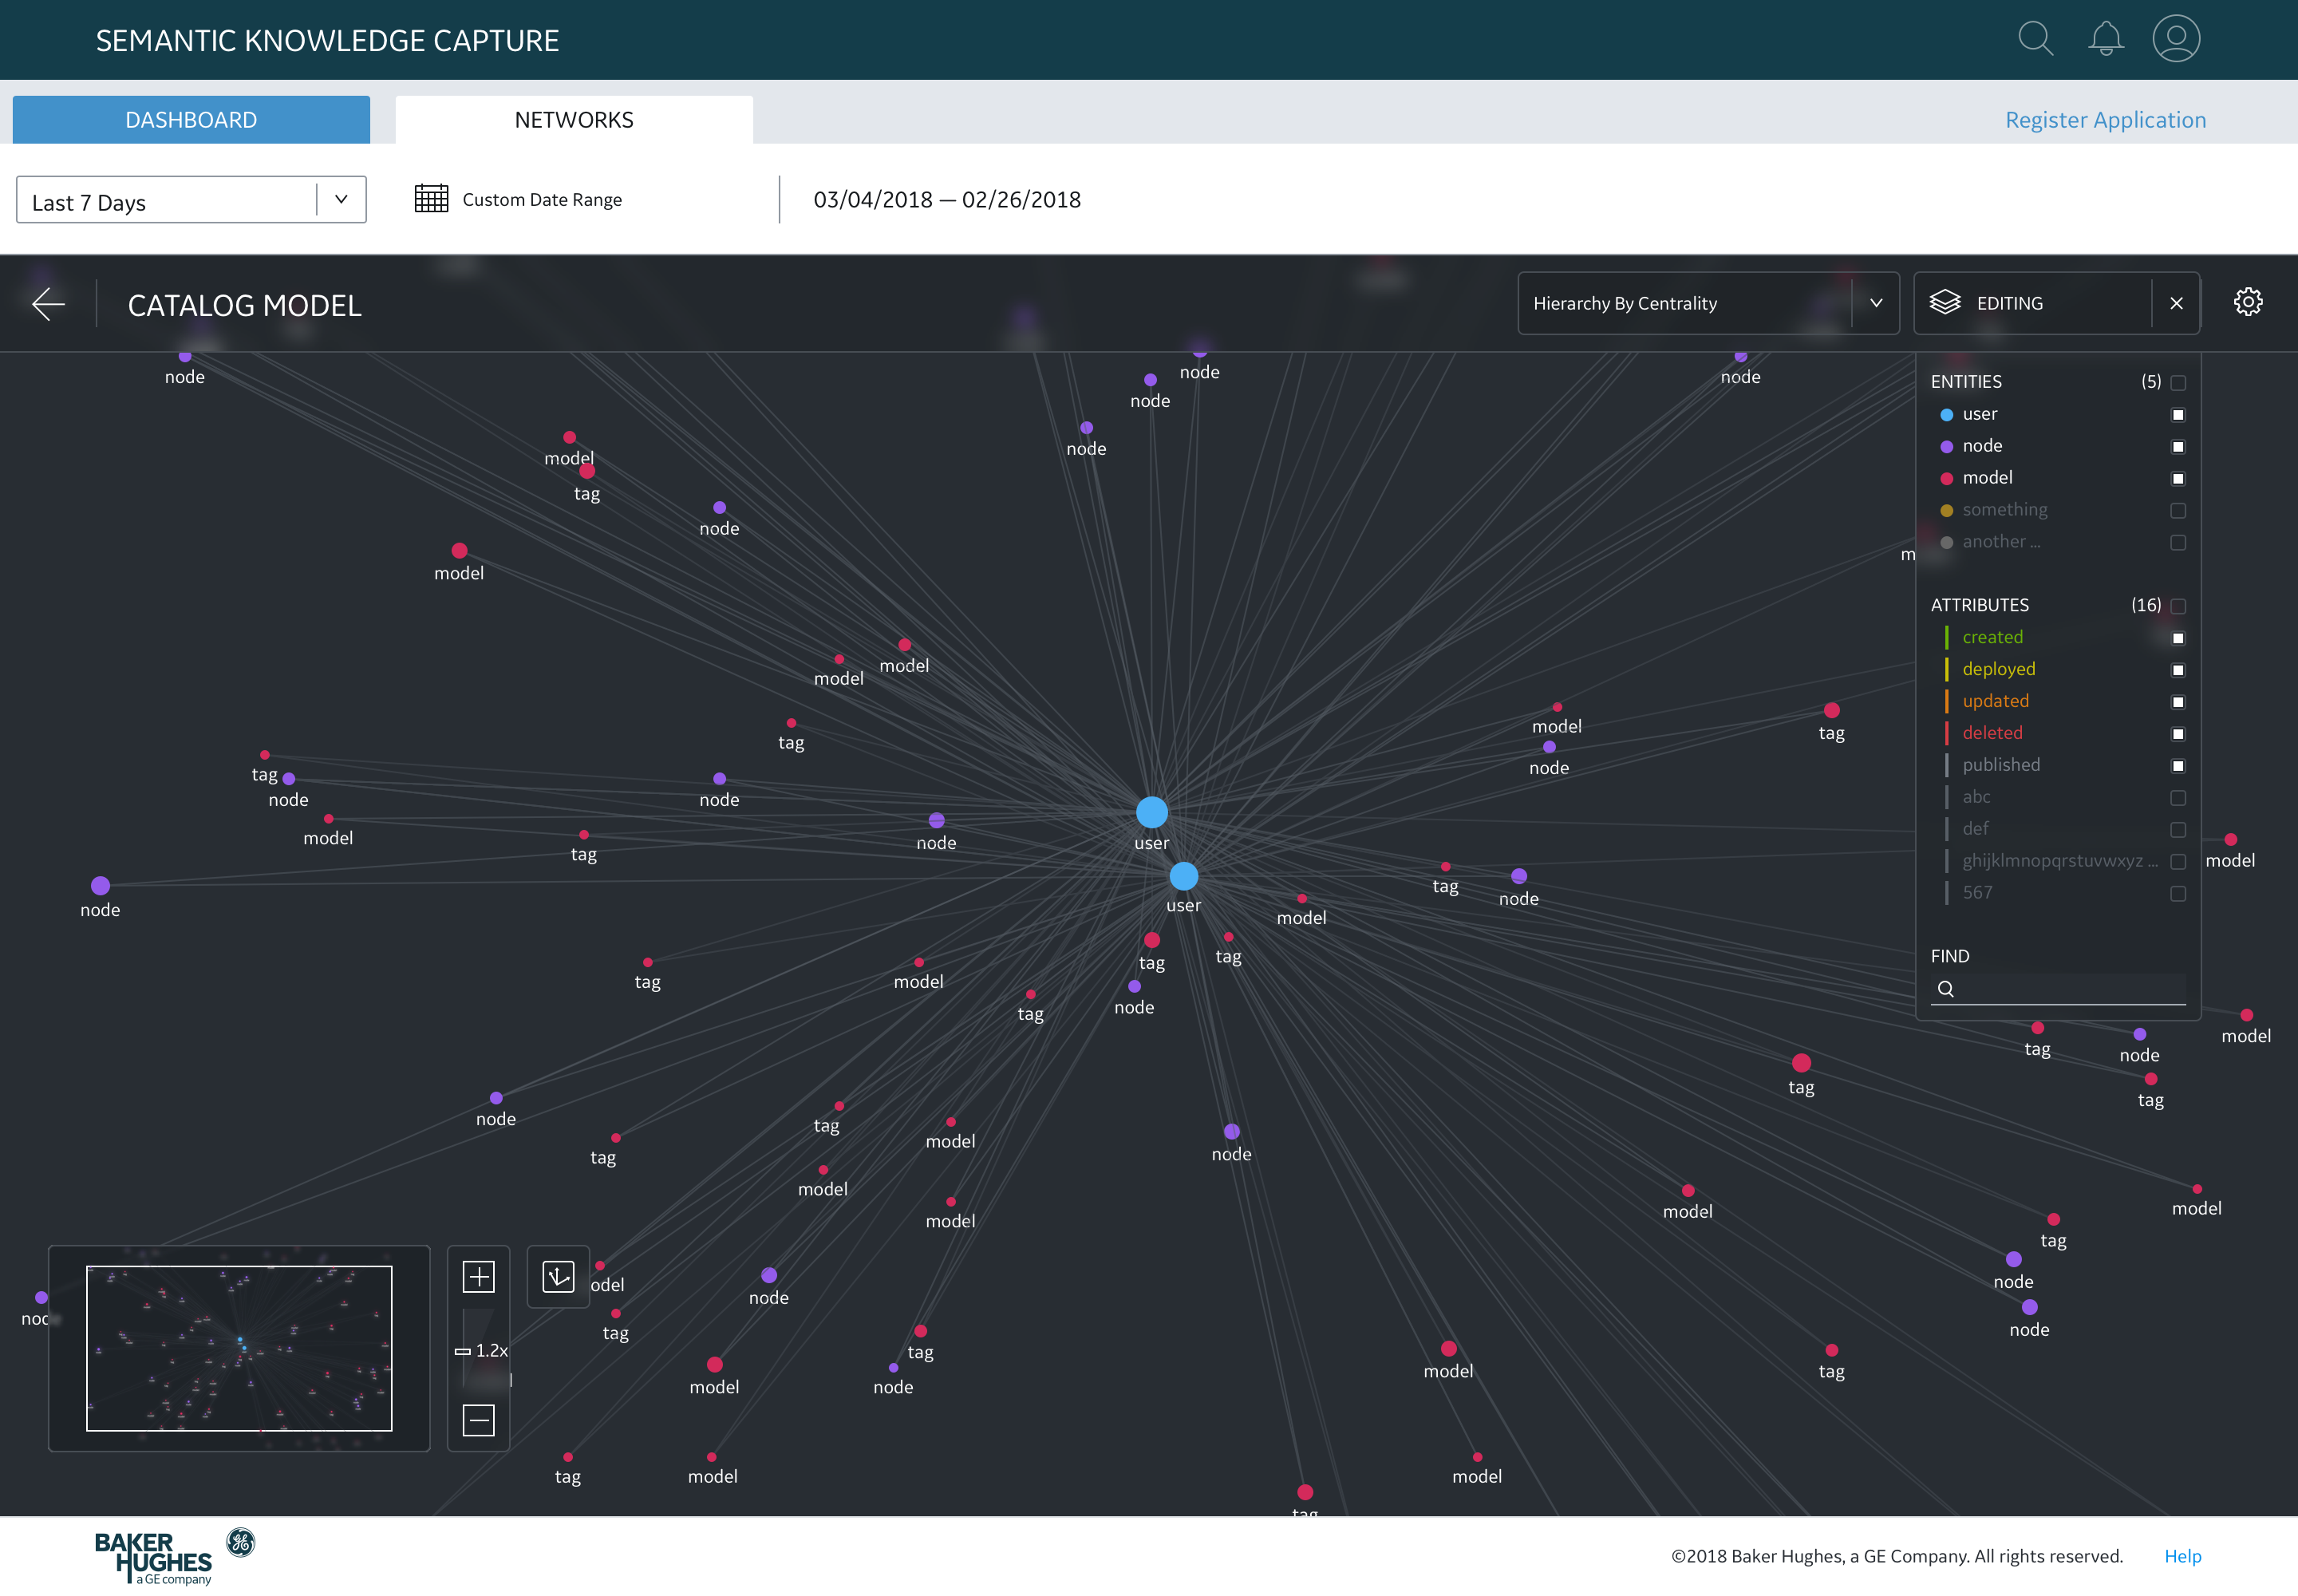 SEMANTIC KNOWLEDGE CAPTURE
DASHBOARD
NETWORKS
Register Application
Last 7 Days
Custom Date Range
03/04/2018 — 02/26/2018
CATALOG MODEL
Hierarchy By Centrality
EDITING
node
node
node
node
node
model
tag
node
model
model
model
tag
model
node
tag
tag
node
model
node
tag
node
user
node
user
tag
node
model
tag
model
tag
tag
tag
node
node
tag
tag
model
node
model
model
tag
model
node
tag
node
tag
model
model
tag
node
node
odel
node
tag
tag
node
model
model
tag
tag
model
model
ENTITIES (5)
user
node
model
something
another ...
ATTRIBUTES (16)
created
deployed
updated
deleted
published
abc
def
ghijklmnopqrstuvwxyz ...
567
FIND
model
model
1.2x
BAKER
HUGHES
a GE company
©2018 Baker Hughes, a GE Company. All rights reserved.
Help